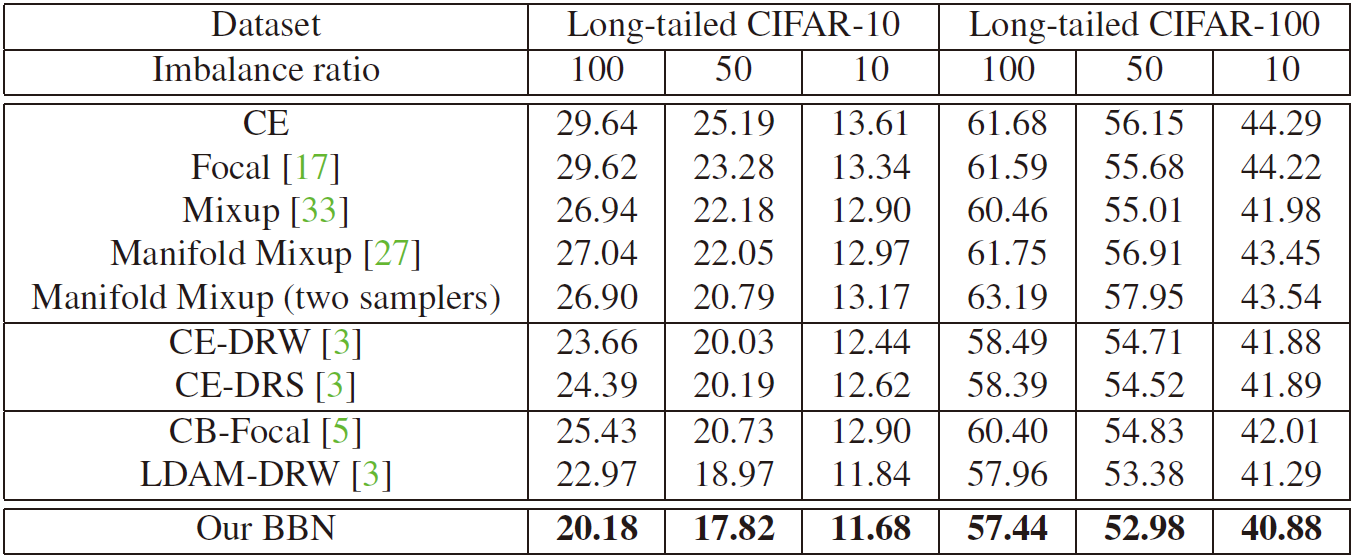 Dataset Long-tailed CIFAR-10 Long-tailed CIFAR-100
Imbalance ratio 100 50 10 100 50 10
CE 29.64 25.19 13.61 61.68 56.15 44.29
Focal [17] 29.62 23.28 13.34 61.59 55.68 44.22
Mixup [33] 26.94 22.18 12.90 60.46 55.01 41.98
Manifold Mixup [27] 27.04 22.05 12.97 61.75 56.91 43.45
Manifold Mixup (two samplers) 26.90 20.79 13.17 63.19 57.95 43.54
CE-DRW [3] 23.66 20.03 12.44 58.49 54.71 41.88
CE-DRS [3] 24.39 20.19 12.62 58.39 54.52 41.89
CB-Focal [5] 25.43 20.73 12.90 60.40 54.83 42.01
LDAM-DRW [3] 22.97 18.97 11.84 57.96 53.38 41.29
Our BBN 20.18 17.82 11.68 57.44 52.98 40.88